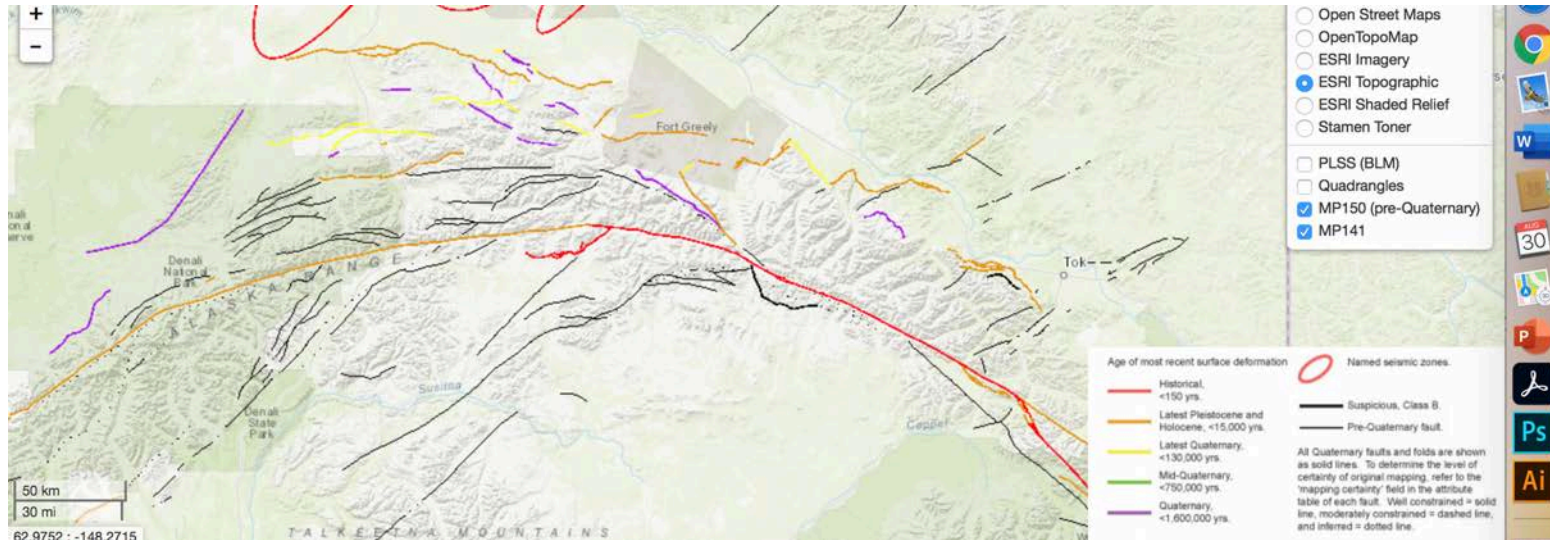 +
−
Open Street Maps
OpenTopoMap
ESRI Imagery
ESRI Topographic
ESRI Shaded Relief
Stamen Toner
PLSS (BLM)
Quadrangles
MP150 (pre-Quaternary)
MP141
Fort Greely
Tok
Denali
National
Park
ALASKA RANGE
Susitna
Denali
State
Park
Copper
TALKEETNA MOUNTAINS
50 km
30 mi
62.9752 : -148.2715
Age of most recent surface deformation
Historical,
<150 yrs.
Latest Pleistocene and
Holocene, <15,000 yrs.
Latest Quaternary,
<130,000 yrs.
Mid-Quaternary,
<750,000 yrs.
Quaternary,
<1,600,000 yrs.
Named seismic zones.
Suspicious, Class B.
Pre-Quaternary fault.
All Quaternary faults and folds are shown
as solid lines. To determine the level of
certainty of original mapping, refer to the
'mapping certainty' field in the attribute
table of each fault. Well constrained = solid
line, moderately constrained = dashed line,
and inferred = dotted line.
W
AUG
30
P
Ps
Ai